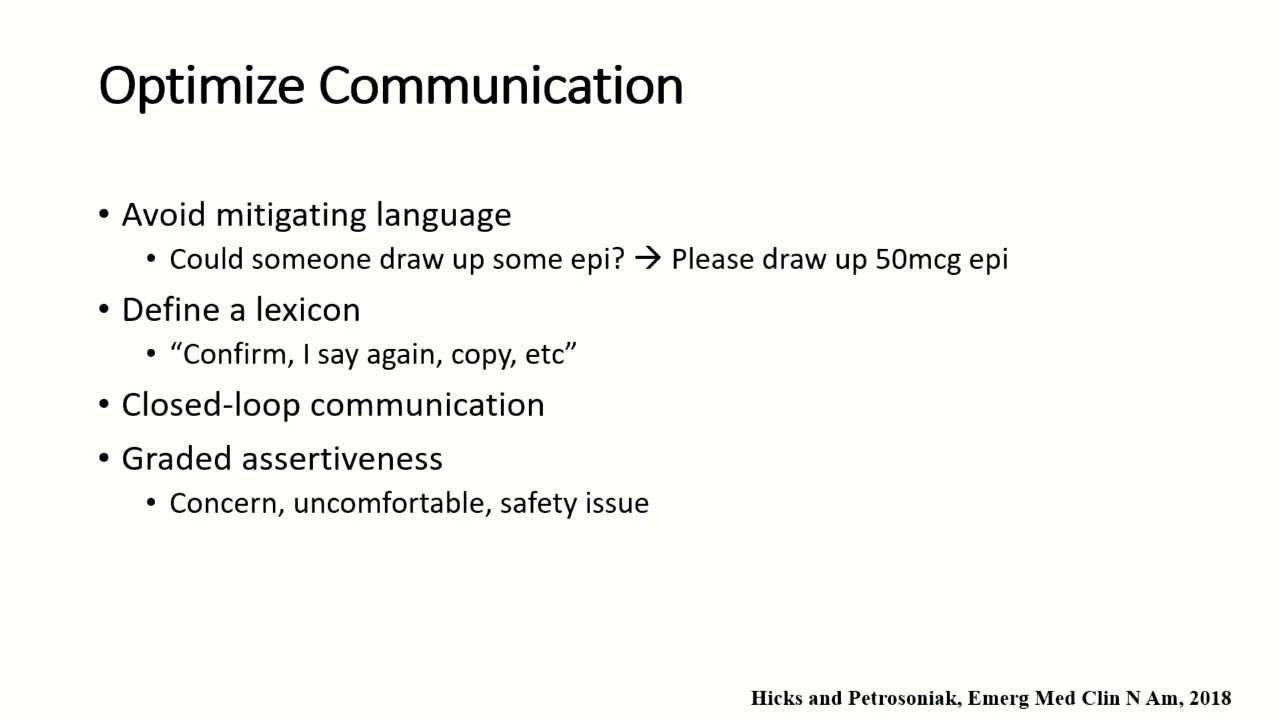 Optimize Communication
• Avoid mitigating language
• Could someone draw up some epi? → Please draw up 50mcg epi
• Define a lexicon
• “Confirm, I say again, copy, etc”
• Closed-loop communication
• Graded assertiveness
• Concern, uncomfortable, safety issue
Hicks and Petrosoniak, Emerg Med Clin N Am, 2018